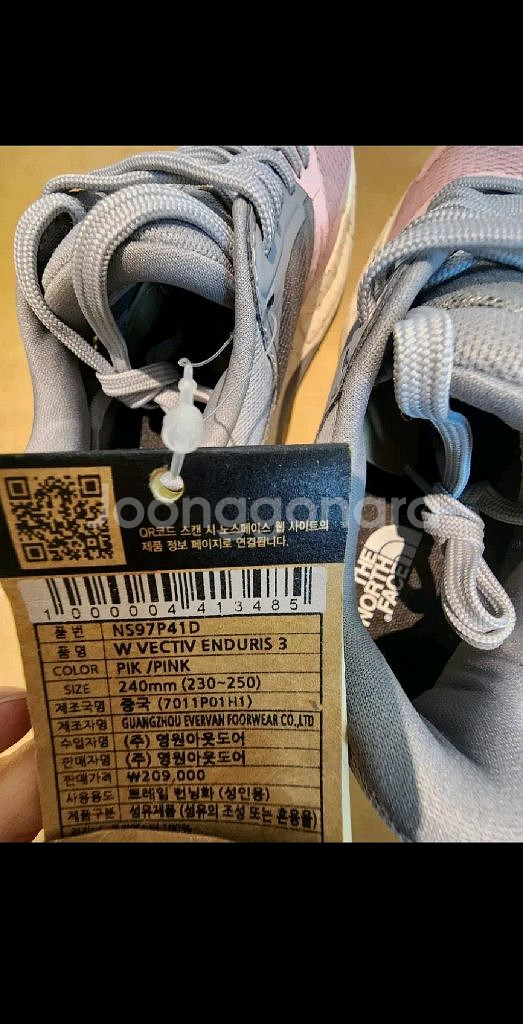 Joonggonara
QR코드 스캔 시 노스페이스 웹 사이트의
제품 정보 페이지로 연결됩니다.
1000004413485
품 번 NS97P41D
품 명 W VECTIV ENDURIS 3
COLOR PIK /PINK
SIZE 240mm (230~250)
제조국명 중국 (7011P01H1)
제조자명 GUANGZHOU EVERVAN FOORWEAR CO.,LTD
수입자명 (주) 영원아웃도어
판매자명 (주) 영원아웃도어
판매가격 ₩209,000
사용용도 트레일 런닝화 (성인용)
제품구분 섬유제품 (섬유의 조성 또는 혼용율)
100%
THE
NORTH
FACE